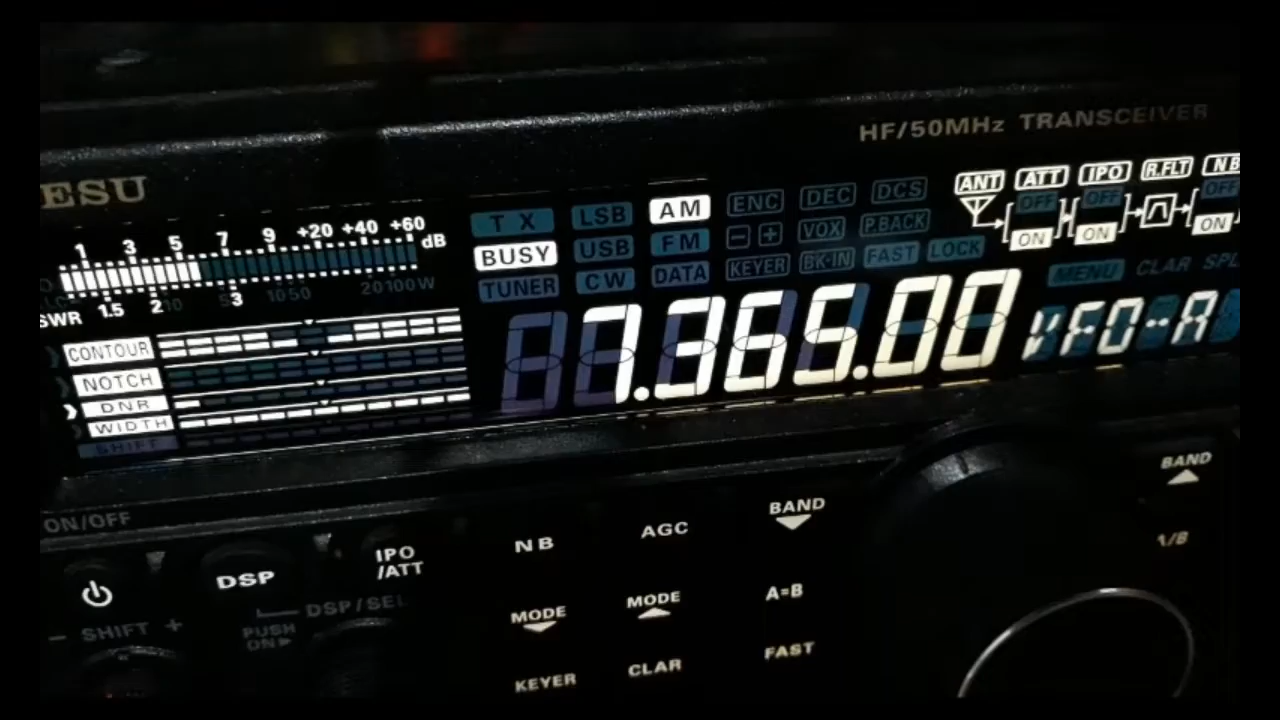 HF/50MHz TRANSCEIVER
ESU
1 3 5 7 9 +20 +40 +60 dB
SWR 1.5 2 3
10 50 100W
TX LSB AM ENC DEC DCS
BUSY USB FM − + VOX P.BACK
TUNER CW DATA KEYER BK-IN FAST LOCK
ANT ATT IPO R.FLT NB
OFF OFF OFF
ON ON ON
MENU CLAR SPL
7.365.00 VFO-A
CONTOUR
NOTCH
DNR
WIDTH
SHIFT
ON/OFF
DSP
IPO
/ATT
NB
AGC
BAND
BAND
A/B
− SHIFT +
DSP/SEL
PUSH
ON
MODE
MODE
A=B
KEYER
CLAR
FAST